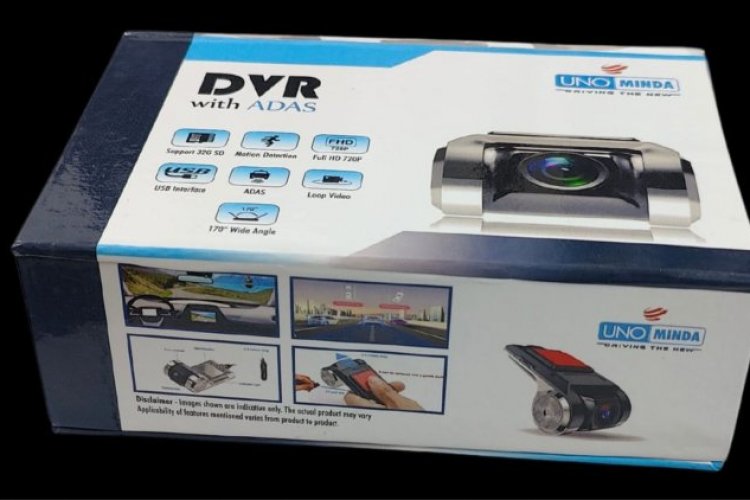 DVR
with ADAS
UNO MINDA
DRIVING THE NEW
Support 32G SD
Motion Detection
FHD
720P
Full HD 720P
USB
USB Interface
ADAS
Loop Video
170°
170° Wide Angle
UNO MINDA
DRIVING THE NEW
Disclaimer - Images shown are indicative only. The actual product may vary
Applicability of features mentioned varies from product to product.